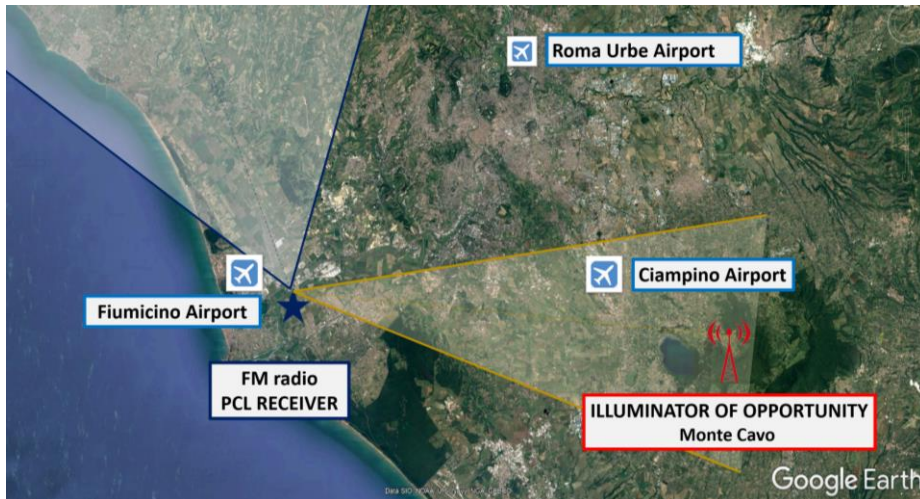 Roma Urbe Airport
Ciampino Airport
Fiumicino Airport
FM radio
PCL RECEIVER
ILLUMINATOR OF OPPORTUNITY
Monte Cavo
Google Earth